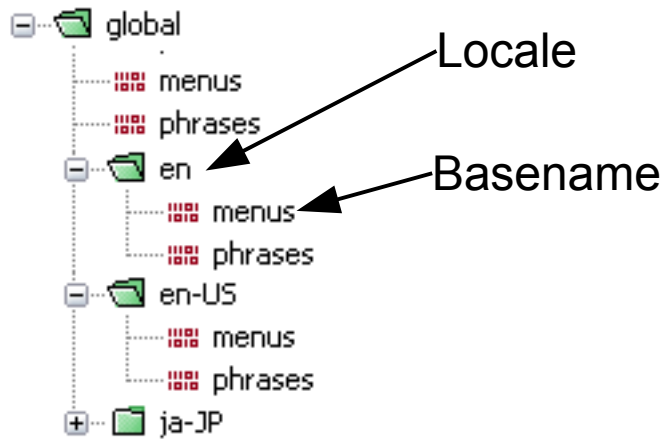 global
Locale
menus
phrases
en
Basename
menus
phrases
en-US
menus
phrases
ja-JP